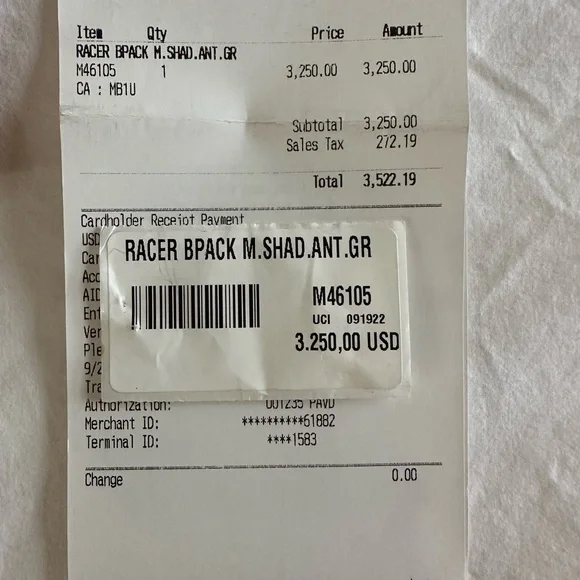 Item Qty Price Amount
RACER BPACK M.SHAD.ANT.GR
M46105 1 3,250.00 3,250.00
CA : MB1U
Subtotal 3,250.00
Sales Tax 272.19
Total 3,522.19
Cardholder Receipt Payment
USD
RACER BPACK M.SHAD.ANT.GR
M46105
UCI 091922
3.250,00 USD
Authorization: 001235 PAVD
Merchant ID: **********61882
Terminal ID: ****1583
Change 0.00